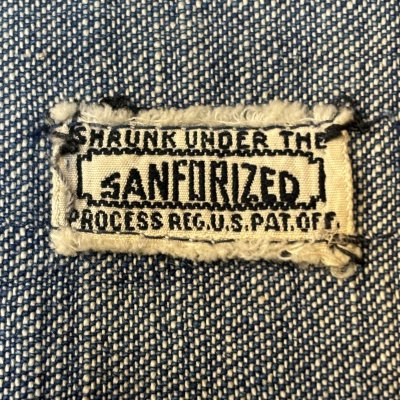 SHRUNK UNDER THE
SANFORIZED
PROCESS REG.U.S.PAT.OFF.